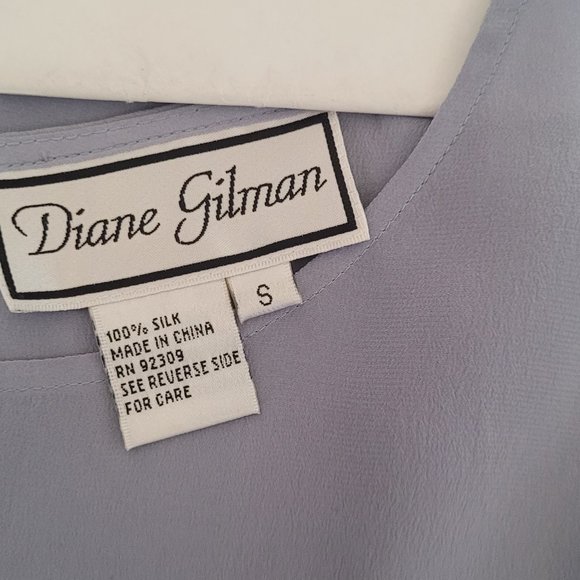 Diane Gilman
S
100% SILK
MADE IN CHINA
RN 92309
SEE REVERSE SIDE
FOR CARE